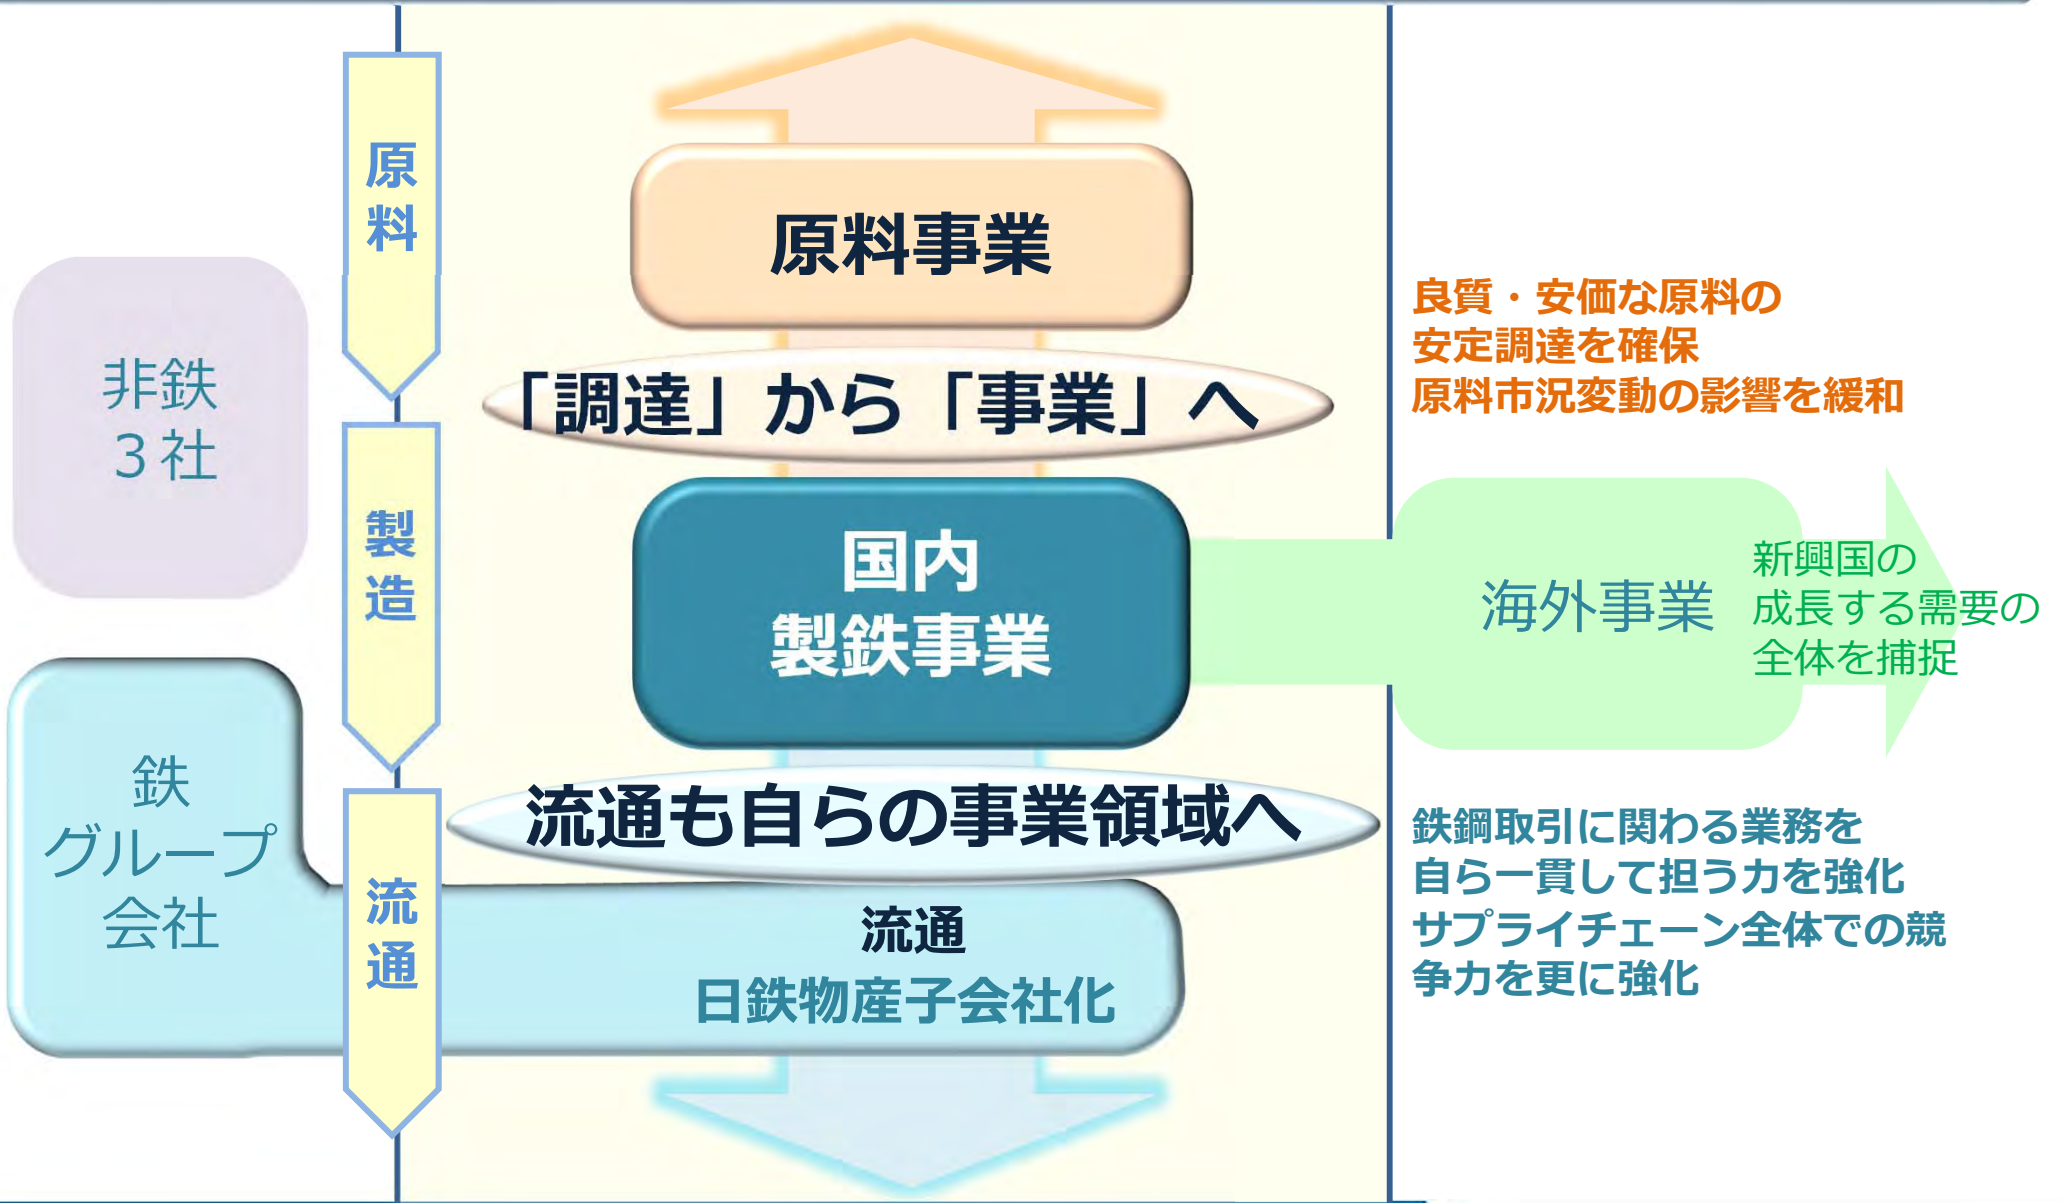 原料
原料事業
「調達」から「事業」へ
良質・安価な原料の
安定調達を確保
原料市況変動の影響を緩和
非鉄
３社
製造
国内
製鉄事業
海外事業
新興国の
成長する需要の
全体を捕捉
流通も自らの事業領域へ
鉄鋼取引に関わる業務を
自ら一貫して担う力を強化
サプライチェーン全体での競
争力を更に強化
鉄
グループ
会社
流通
流通
日鉄物産子会社化